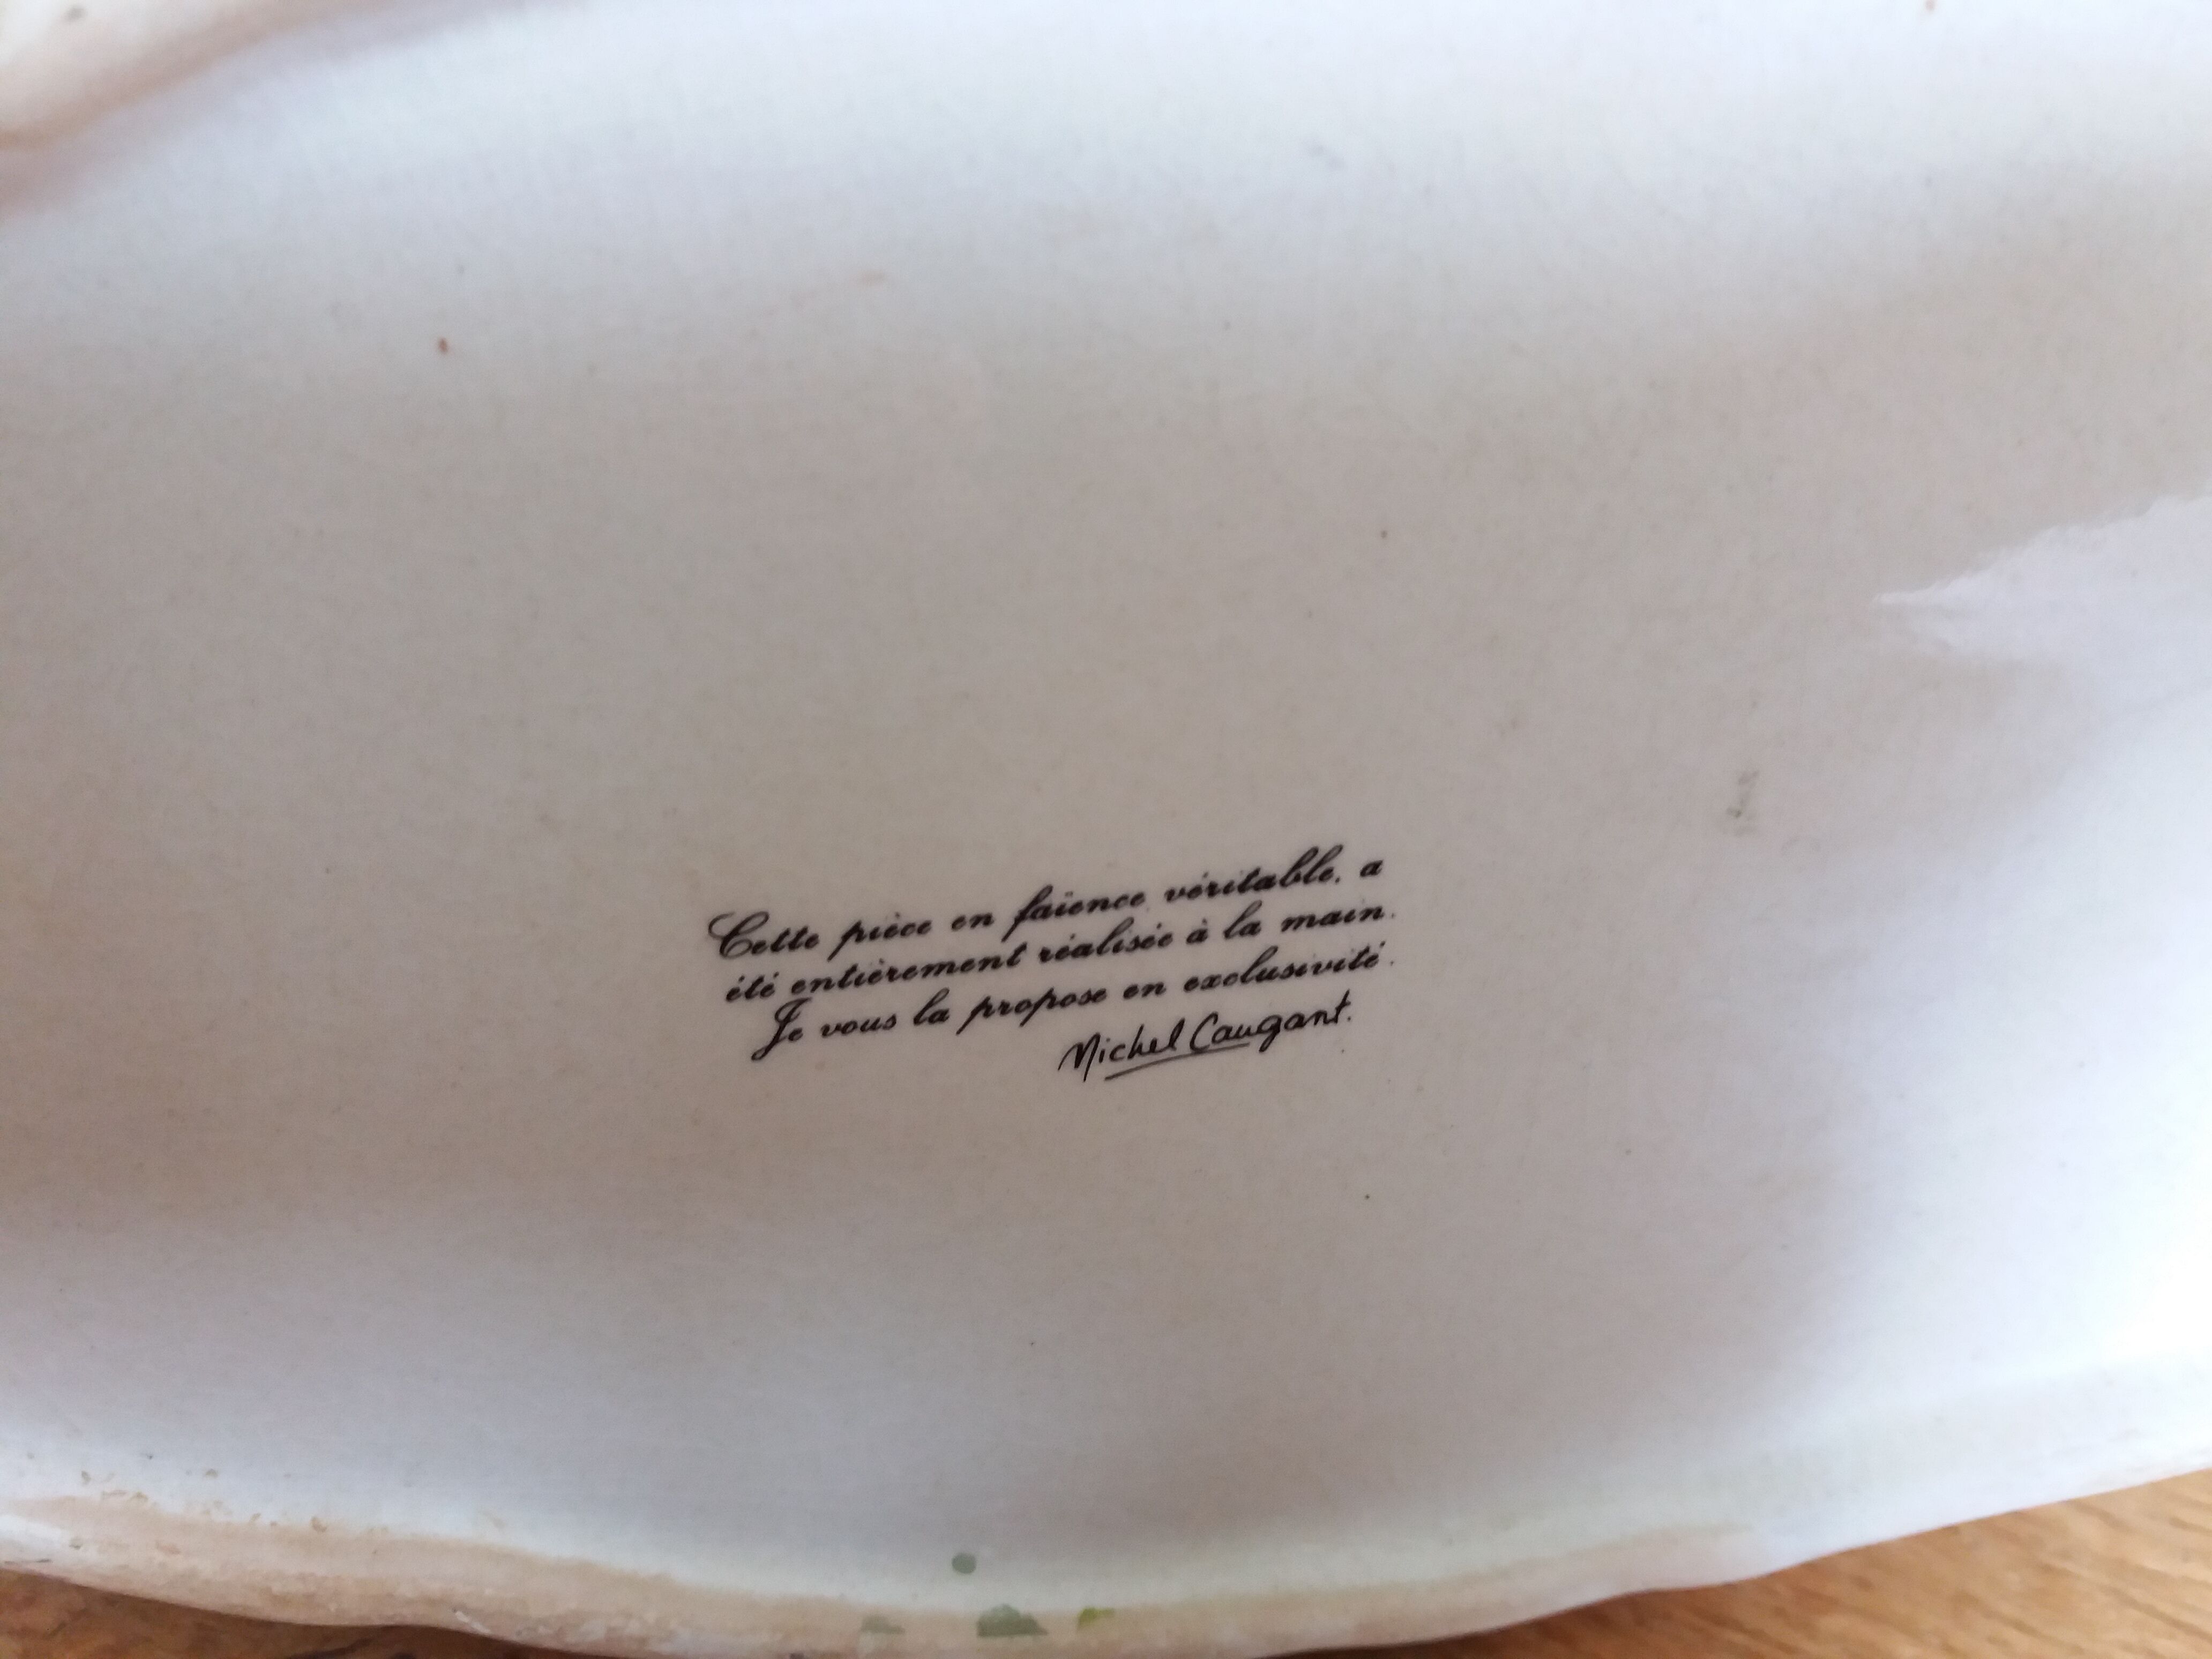 Cette pièce en faïence véritable, a
été entièrement réalisée à la main.
Je vous la propose en exclusivité.
Michel Caugant.